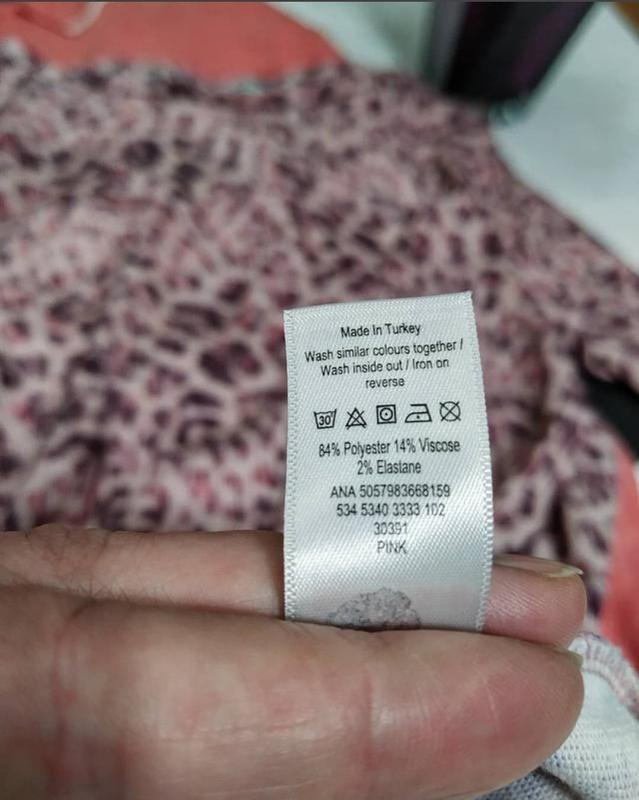 Made In Turkey
Wash similar colours together /
Wash inside out / Iron on
reverse
30
84% Polyester 14% Viscose
2% Elastane
ANA 5057983668159
534 5340 3333 102
30391
PINK